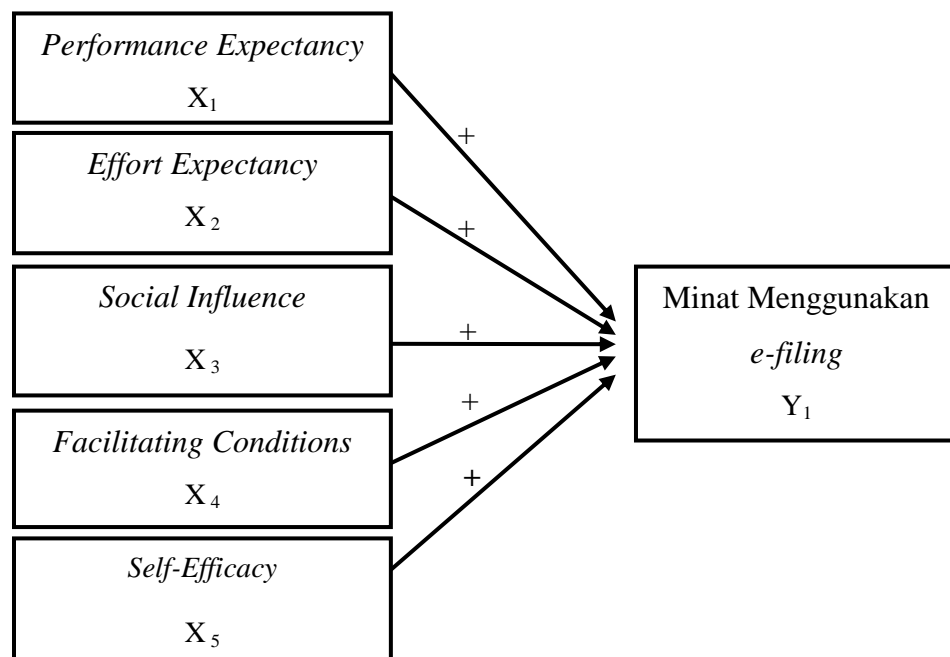 Performance Expectancy
X₁
+
Effort Expectancy
X₂
+
Social Influence
X₃
+
Minat Menggunakan
e-filing
Y₁
Facilitating Conditions
X₄
+
Self-Efficacy
X₅
+